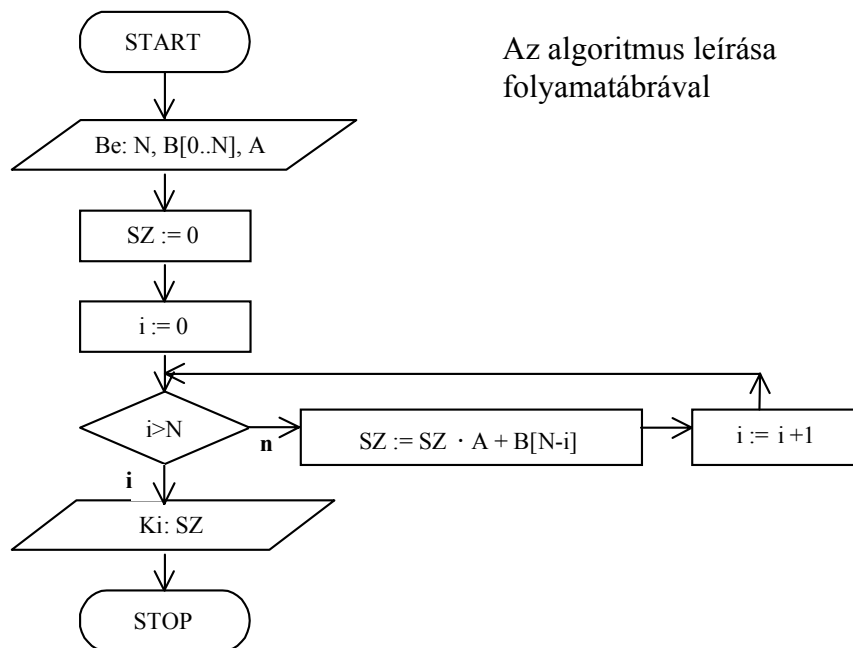 START
Az algoritmus leírása
folyamatábrával
Be: N, B[0..N], A
SZ := 0
i := 0
i>N
n
SZ := SZ · A + B[N-i]
i := i +1
i
Ki: SZ
STOP